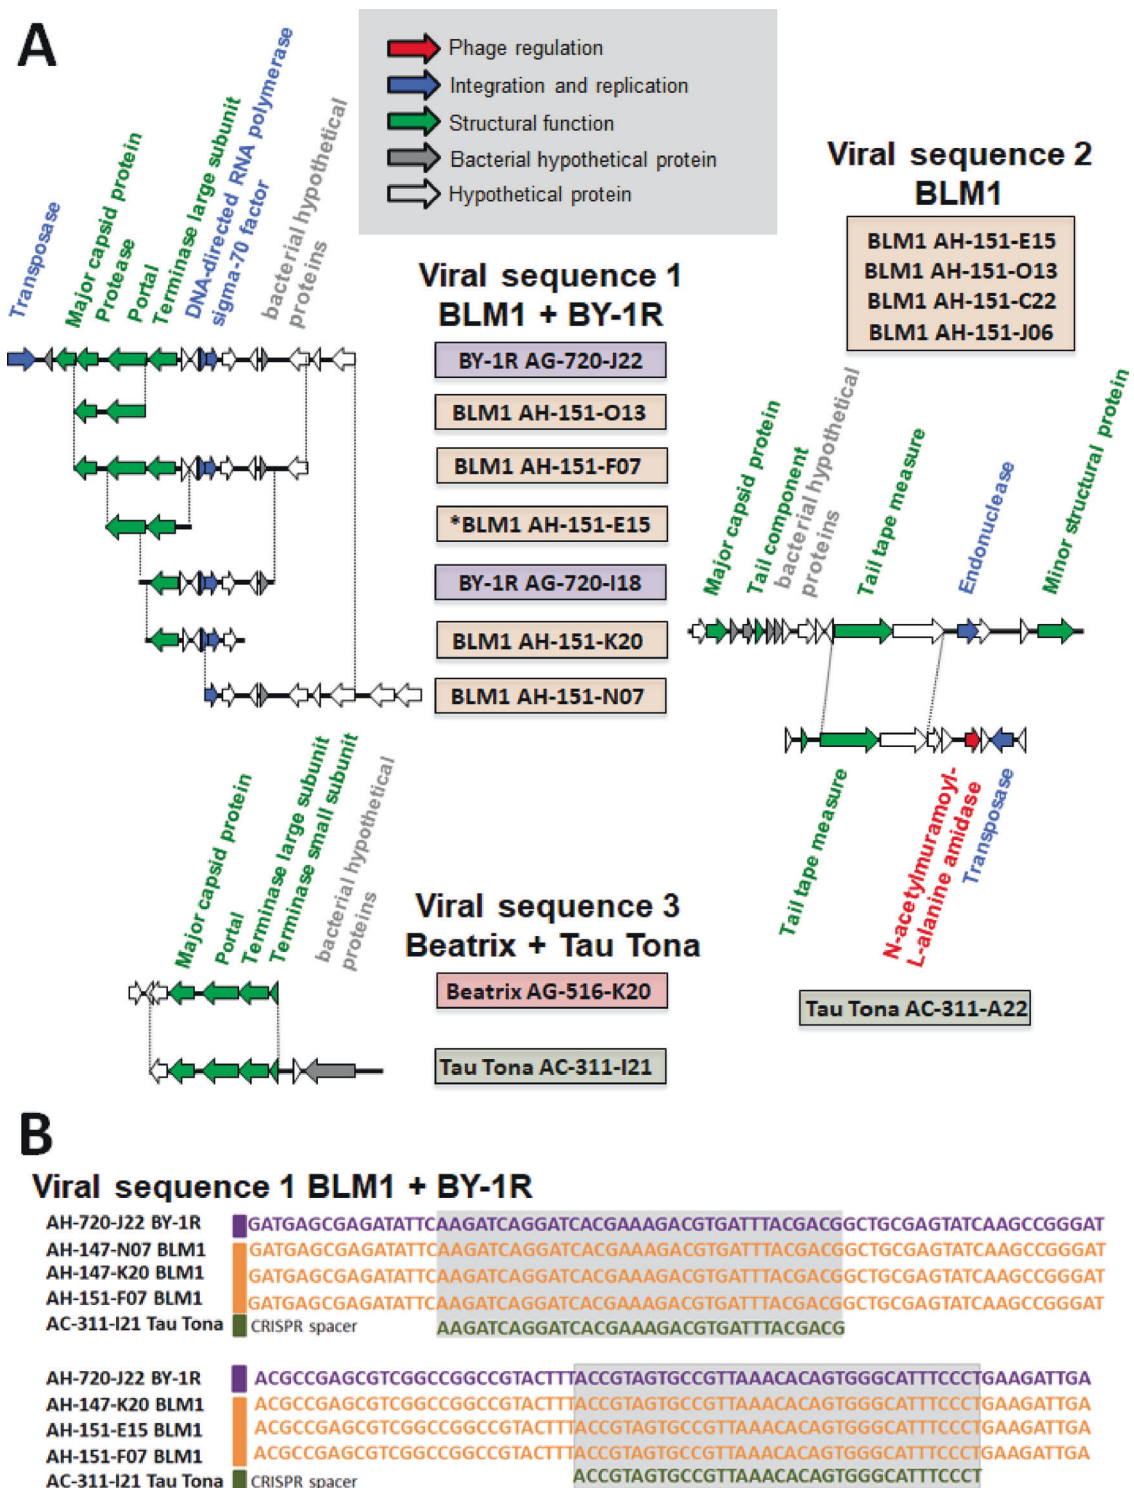 A
Phage regulation
Integration and replication
Structural function
Bacterial hypothetical protein
Hypothetical protein
Transposase
Major capsid protein
Protease
Portal
Terminase large subunit
DNA-directed RNA polymerase
sigma-70 factor
bacterial hypothetical
proteins
Viral sequence 1
BLM1 + BY-1R
BY-1R AG-720-J22
BLM1 AH-151-O13
BLM1 AH-151-F07
*BLM1 AH-151-E15
BY-1R AG-720-I18
BLM1 AH-151-K20
BLM1 AH-151-N07
Viral sequence 2
BLM1
BLM1 AH-151-E15
BLM1 AH-151-O13
BLM1 AH-151-C22
BLM1 AH-151-J06
Major capsid protein
Tail component
bacterial hypothetical
proteins
Tail tape measure
Endonuclease
Minor structural protein
Tail tape measure
N-acetylmuramoyl-
L-alanine amidase
Transposase
Tau Tona AC-311-A22
Major capsid protein
Portal
Terminase large subunit
Terminase small subunit
bacterial hypothetical
proteins
Viral sequence 3
Beatrix + Tau Tona
Beatrix AG-516-K20
Tau Tona AC-311-I21
B
Viral sequence 1 BLM1 + BY-1R
AH-720-J22 BY-1R GATGAGCGAGATATTCAAGATCAGGATCACGAAAGACGTGATTTACGACGGCTGCGAGTATCAAGCCGGGAT
AH-147-N07 BLM1 GATGAGCGAGATATTCAAGATCAGGATCACGAAAGACGTGATTTACGACGGCTGCGAGTATCAAGCCGGGAT
AH-147-K20 BLM1 GATGAGCGAGATATTCAAGATCAGGATCACGAAAGACGTGATTTACGACGGCTGCGAGTATCAAGCCGGGAT
AH-151-F07 BLM1 GATGAGCGAGATATTCAAGATCAGGATCACGAAAGACGTGATTTACGACGGCTGCGAGTATCAAGCCGGGAT
AC-311-I21 Tau Tona CRISPR spacer AAGATCAGGATCACGAAAGACGTGATTTACGACG
AH-720-J22 BY-1R ACGCCGAGCGTCGGCCGGCCGTACTTTACCGTAGTGCCGTTAAACACAGTGGGCATTTCCCTGAAGATTGA
AH-147-K20 BLM1 ACGCCGAGCGTCGGCCGGCCGTACTTTACCGTAGTGCCGTTAAACACAGTGGGCATTTCCCTGAAGATTGA
AH-151-E15 BLM1 ACGCCGAGCGTCGGCCGGCCGTACTTTACCGTAGTGCCGTTAAACACAGTGGGCATTTCCCTGAAGATTGA
AH-151-F07 BLM1 ACGCCGAGCGTCGGCCGGCCGTACTTTACCGTAGTGCCGTTAAACACAGTGGGCATTTCCCTGAAGATTGA
AC-311-I21 Tau Tona CRISPR spacer ACCGTAGTGCCGTTAAACACAGTGGGCATTTCCCT